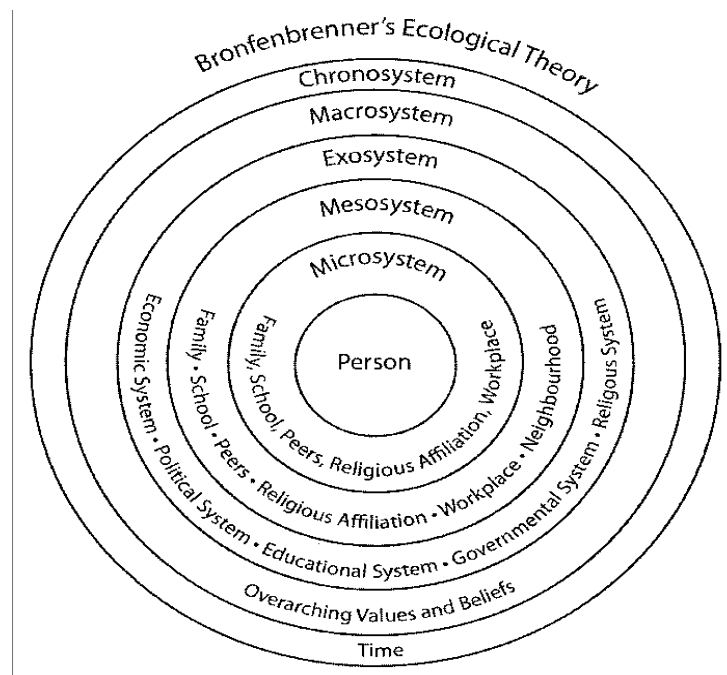 Bronfenbrenner's Ecological Theory
Chronosystem
Macrosystem
Exosystem
Mesosystem
Microsystem
Person
Family, School, Peers, Religious Affiliation, Workplace
Family • School • Peers • Religious Affiliation • Workplace • Neighbourhood
Economic System • Political System • Educational System • Governmental System • Religous System
Overarching Values and Beliefs
Time